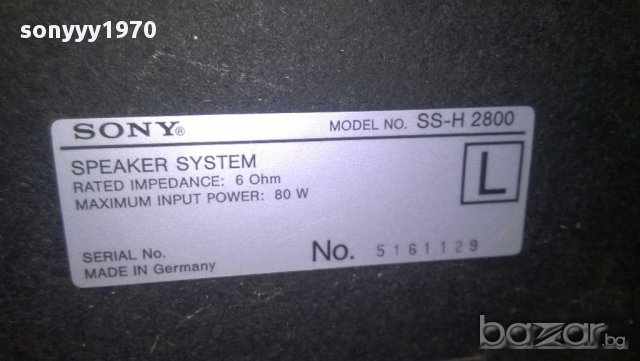 sonyyy1970
SONY® MODEL NO. SS-H 2800
SPEAKER SYSTEM
RATED IMPEDANCE: 6 Ohm
MAXIMUM INPUT POWER: 80 W
L
SERIAL No. No. 5161129
MADE IN Germany
bazar.bg